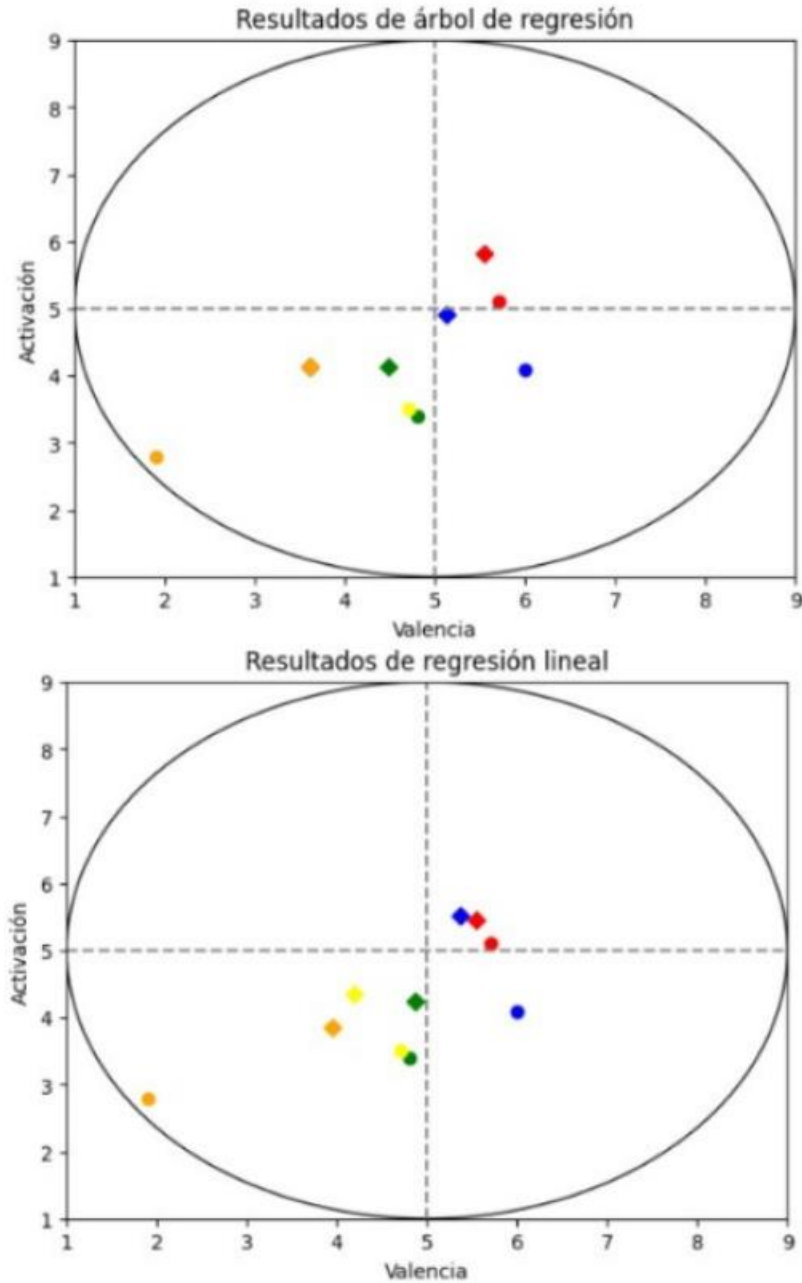 Resultados de árbol de regresión
9
8
7
6
5
4
3
2
1
Activación
1 2 3 4 5 6 7 8 9
Valencia
Resultados de regresión lineal
9
8
7
6
5
4
3
2
1
Activación
1 2 3 4 5 6 7 8 9
Valencia